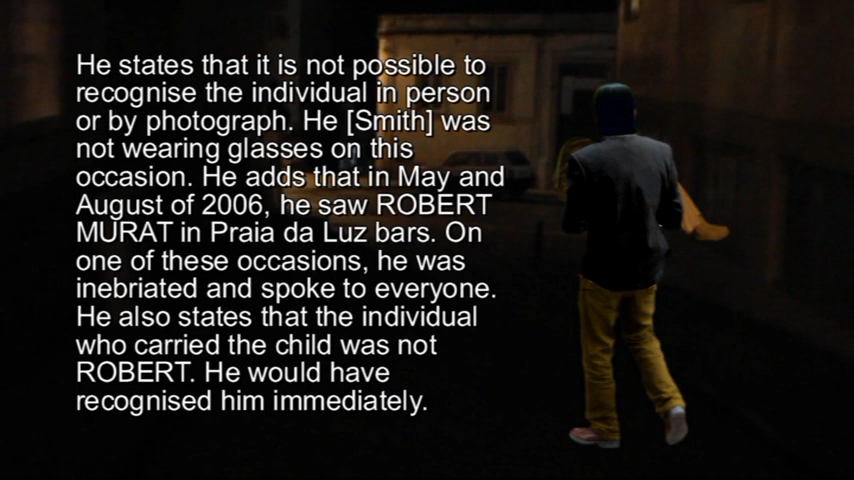 He states that it is not possible to
recognise the individual in person
or by photograph. He [Smith] was
not wearing glasses on this
occasion. He adds that in May and
August of 2006, he saw ROBERT
MURAT in Praia da Luz bars. On
one of these occasions, he was
inebriated and spoke to everyone.
He also states that the individual
who carried the child was not
ROBERT. He would have
recognised him immediately.